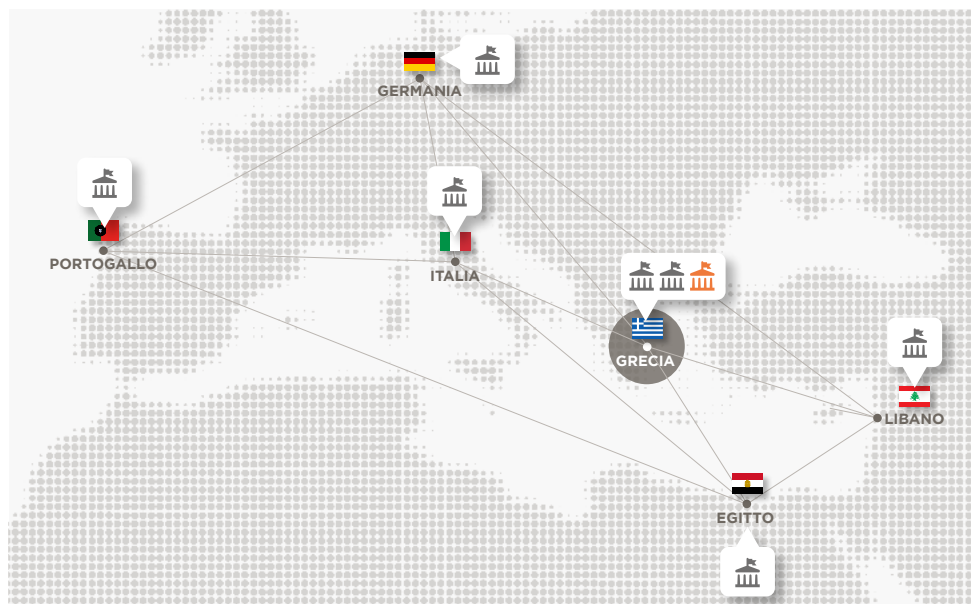 GERMANIA
PORTOGALLO
ITALIA
GRECIA
LIBANO
EGITTO